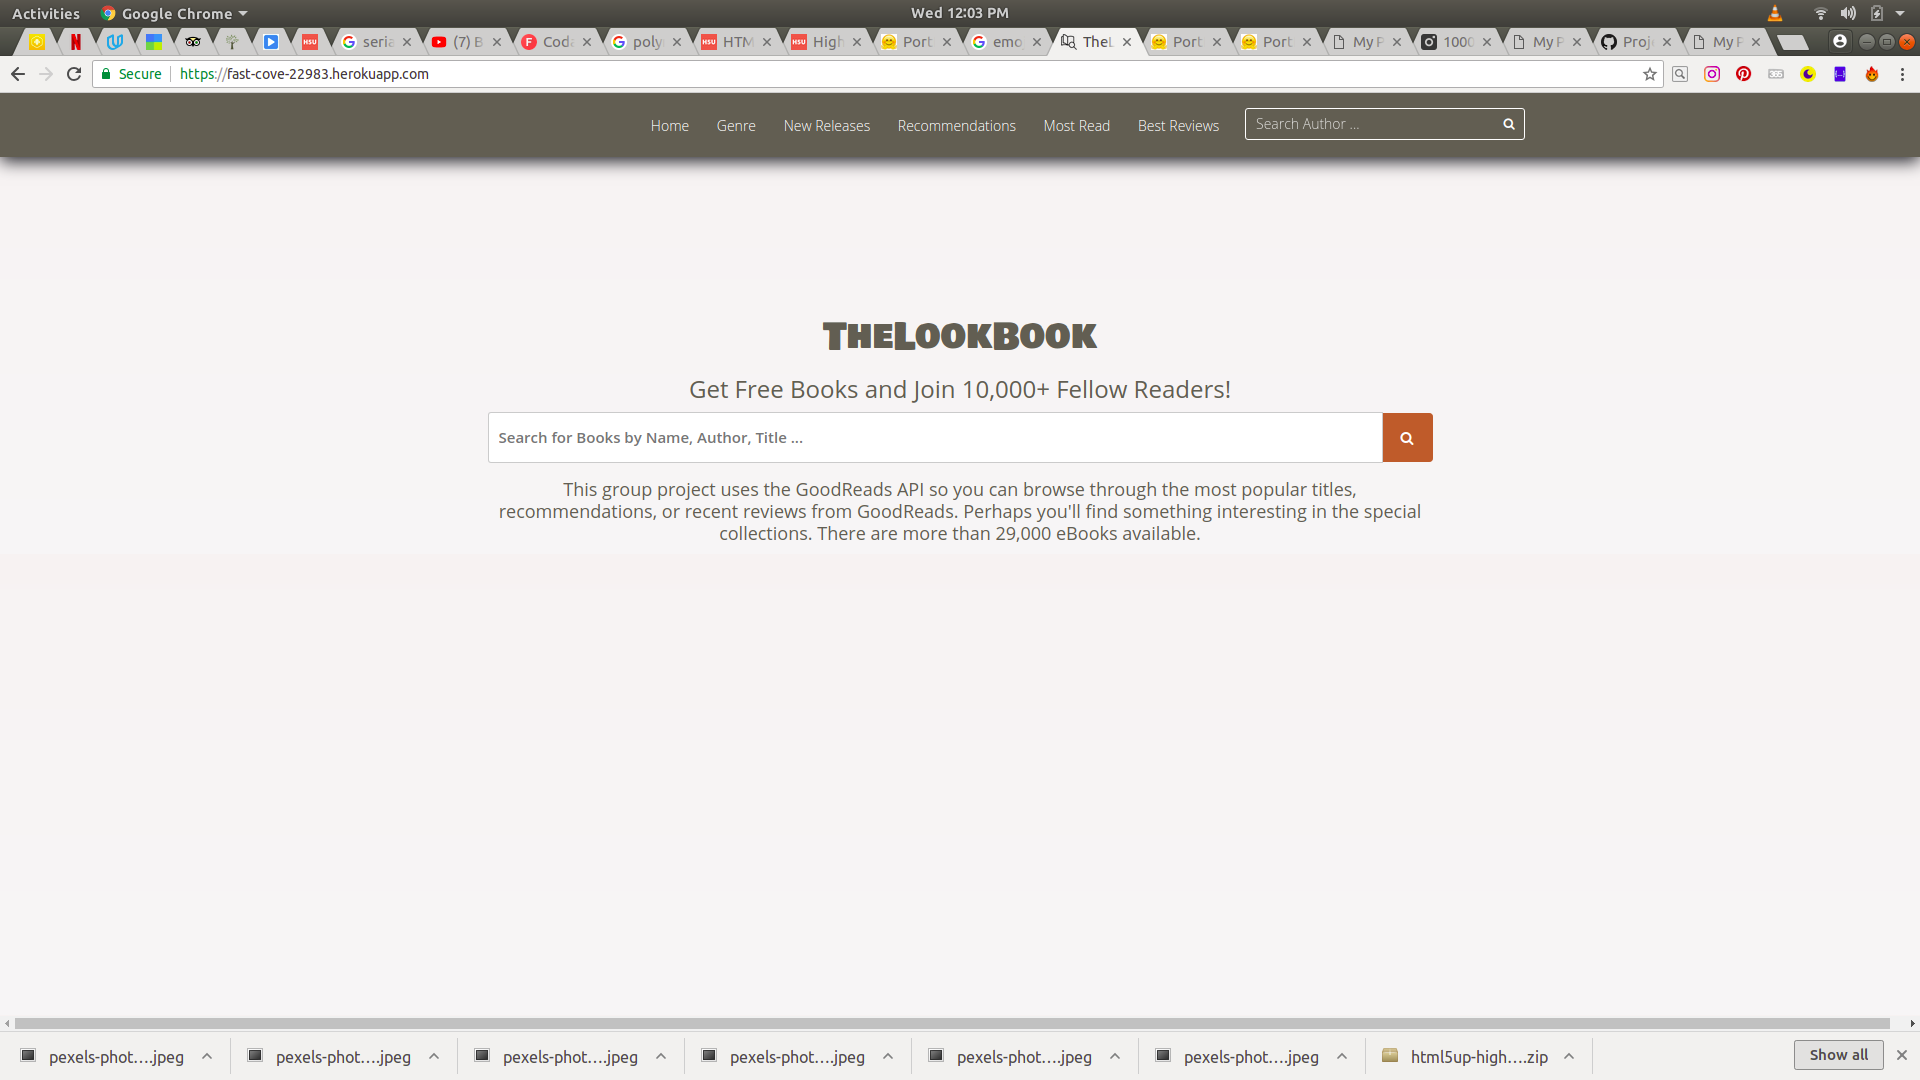 Activities Google Chrome Wed 12:03 PM
seria (7) B Coda poly HTM High Port emo TheL Port Port My P 1000 My P Proj My P
Secure https://fast-cove-22983.herokuapp.com
Home Genre New Releases Recommendations Most Read Best Reviews Search Author ...
TheLookBook
Get Free Books and Join 10,000+ Fellow Readers!
Search for Books by Name, Author, Title ...
This group project uses the GoodReads API so you can browse through the most popular titles,
recommendations, or recent reviews from GoodReads. Perhaps you'll find something interesting in the special
collections. There are more than 29,000 eBooks available.
pexels-phot....jpeg pexels-phot....jpeg pexels-phot....jpeg pexels-phot....jpeg pexels-phot....jpeg pexels-phot....jpeg html5up-high....zip Show all